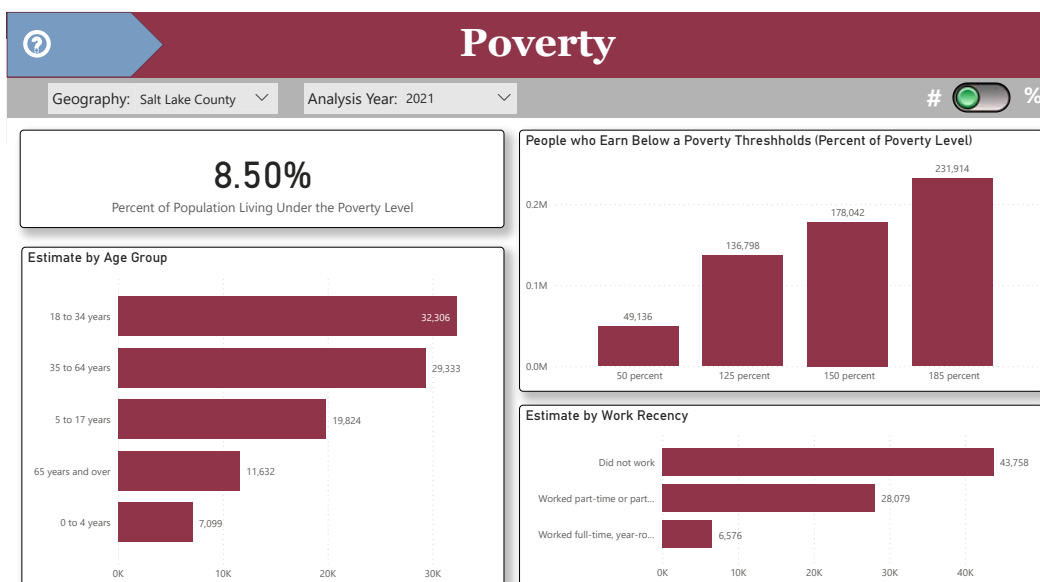 Poverty
Geography: Salt Lake County
Analysis Year: 2021
# %
8.50%
Percent of Population Living Under the Poverty Level
Estimate by Age Group
18 to 34 years 32,306
35 to 64 years 29,333
5 to 17 years 19,824
65 years and over 11,632
0 to 4 years 7,099
0K 10K 20K 30K
People who Earn Below a Poverty Threshholds (Percent of Poverty Level)
231,914
0.2M
178,042
136,798
0.1M
49,136
0.0M
50 percent 125 percent 150 percent 185 percent
Estimate by Work Recency
Did not work 43,758
Worked part-time or part... 28,079
Worked full-time, year-ro... 6,576
0K 10K 20K 30K 40K